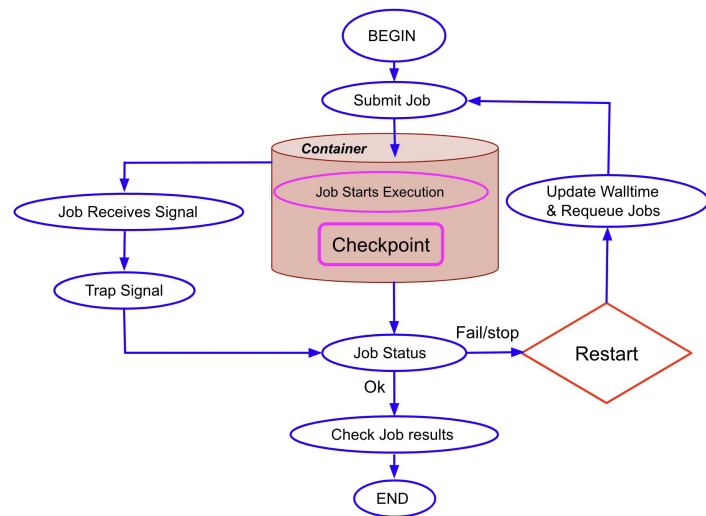 BEGIN
Submit Job
Container
Job Starts Execution
Checkpoint
Job Receives Signal
Trap Signal
Update Walltime
& Requeue Jobs
Job Status
Fail/stop
Restart
Ok
Check Job results
END